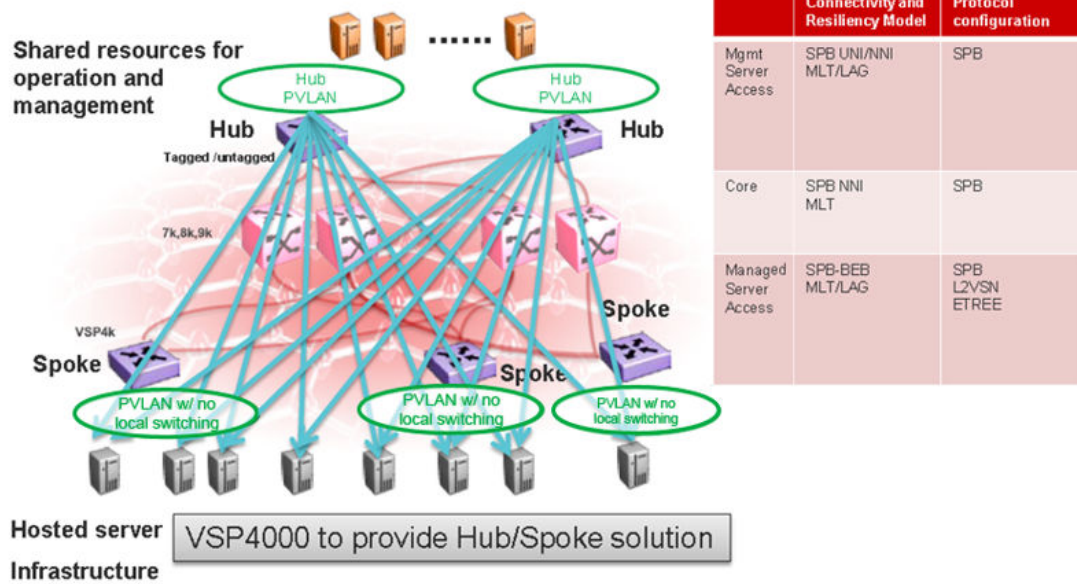 Shared resources for
operation and
management
Hub
PVLAN
Hub
PVLAN
Hub
Hub
Tagged /untagged
7k,8k,9k
VSP4k
Spoke
Spoke
Spoke
PVLAN w/ no
local switching
PVLAN w/ no
local switching
PVLAN w/ no
local switching
Hosted server
Infrastructure
VSP4000 to provide Hub/Spoke solution
Connectivity and
Resiliency Model
Protocol
configuration
Mgmt
Server
Access
SPB UNI/NNI
MLT/LAG
SPB
Core
SPB NNI
MLT
SPB
Managed
Server
Access
SPB-BEB
MLT/LAG
SPB
L2VSN
ETREE